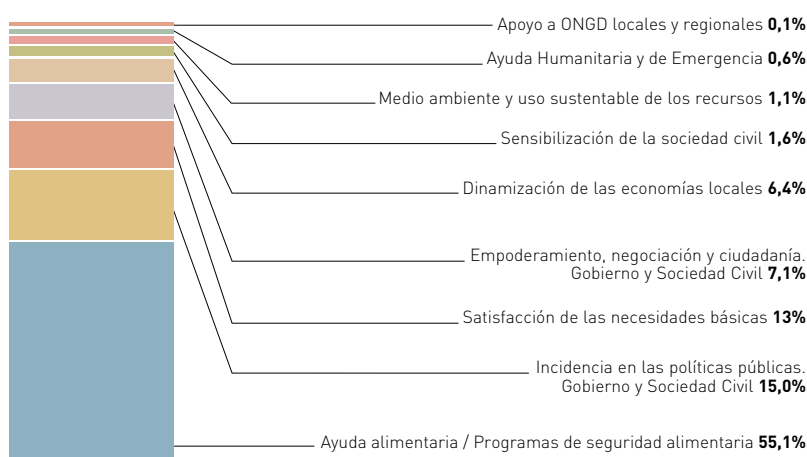 Apoyo a ONGD locales y regionales 0,1%
Ayuda Humanitaria y de Emergencia 0,6%
Medio ambiente y uso sustentable de los recursos 1,1%
Sensibilización de la sociedad civil 1,6%
Dinamización de las economías locales 6,4%
Empoderamiento, negociación y ciudadanía.
Gobierno y Sociedad Civil 7,1%
Satisfacción de las necesidades básicas 13%
Incidencia en las políticas públicas.
Gobierno y Sociedad Civil 15,0%
Ayuda alimentaria / Programas de seguridad alimentaria 55,1%